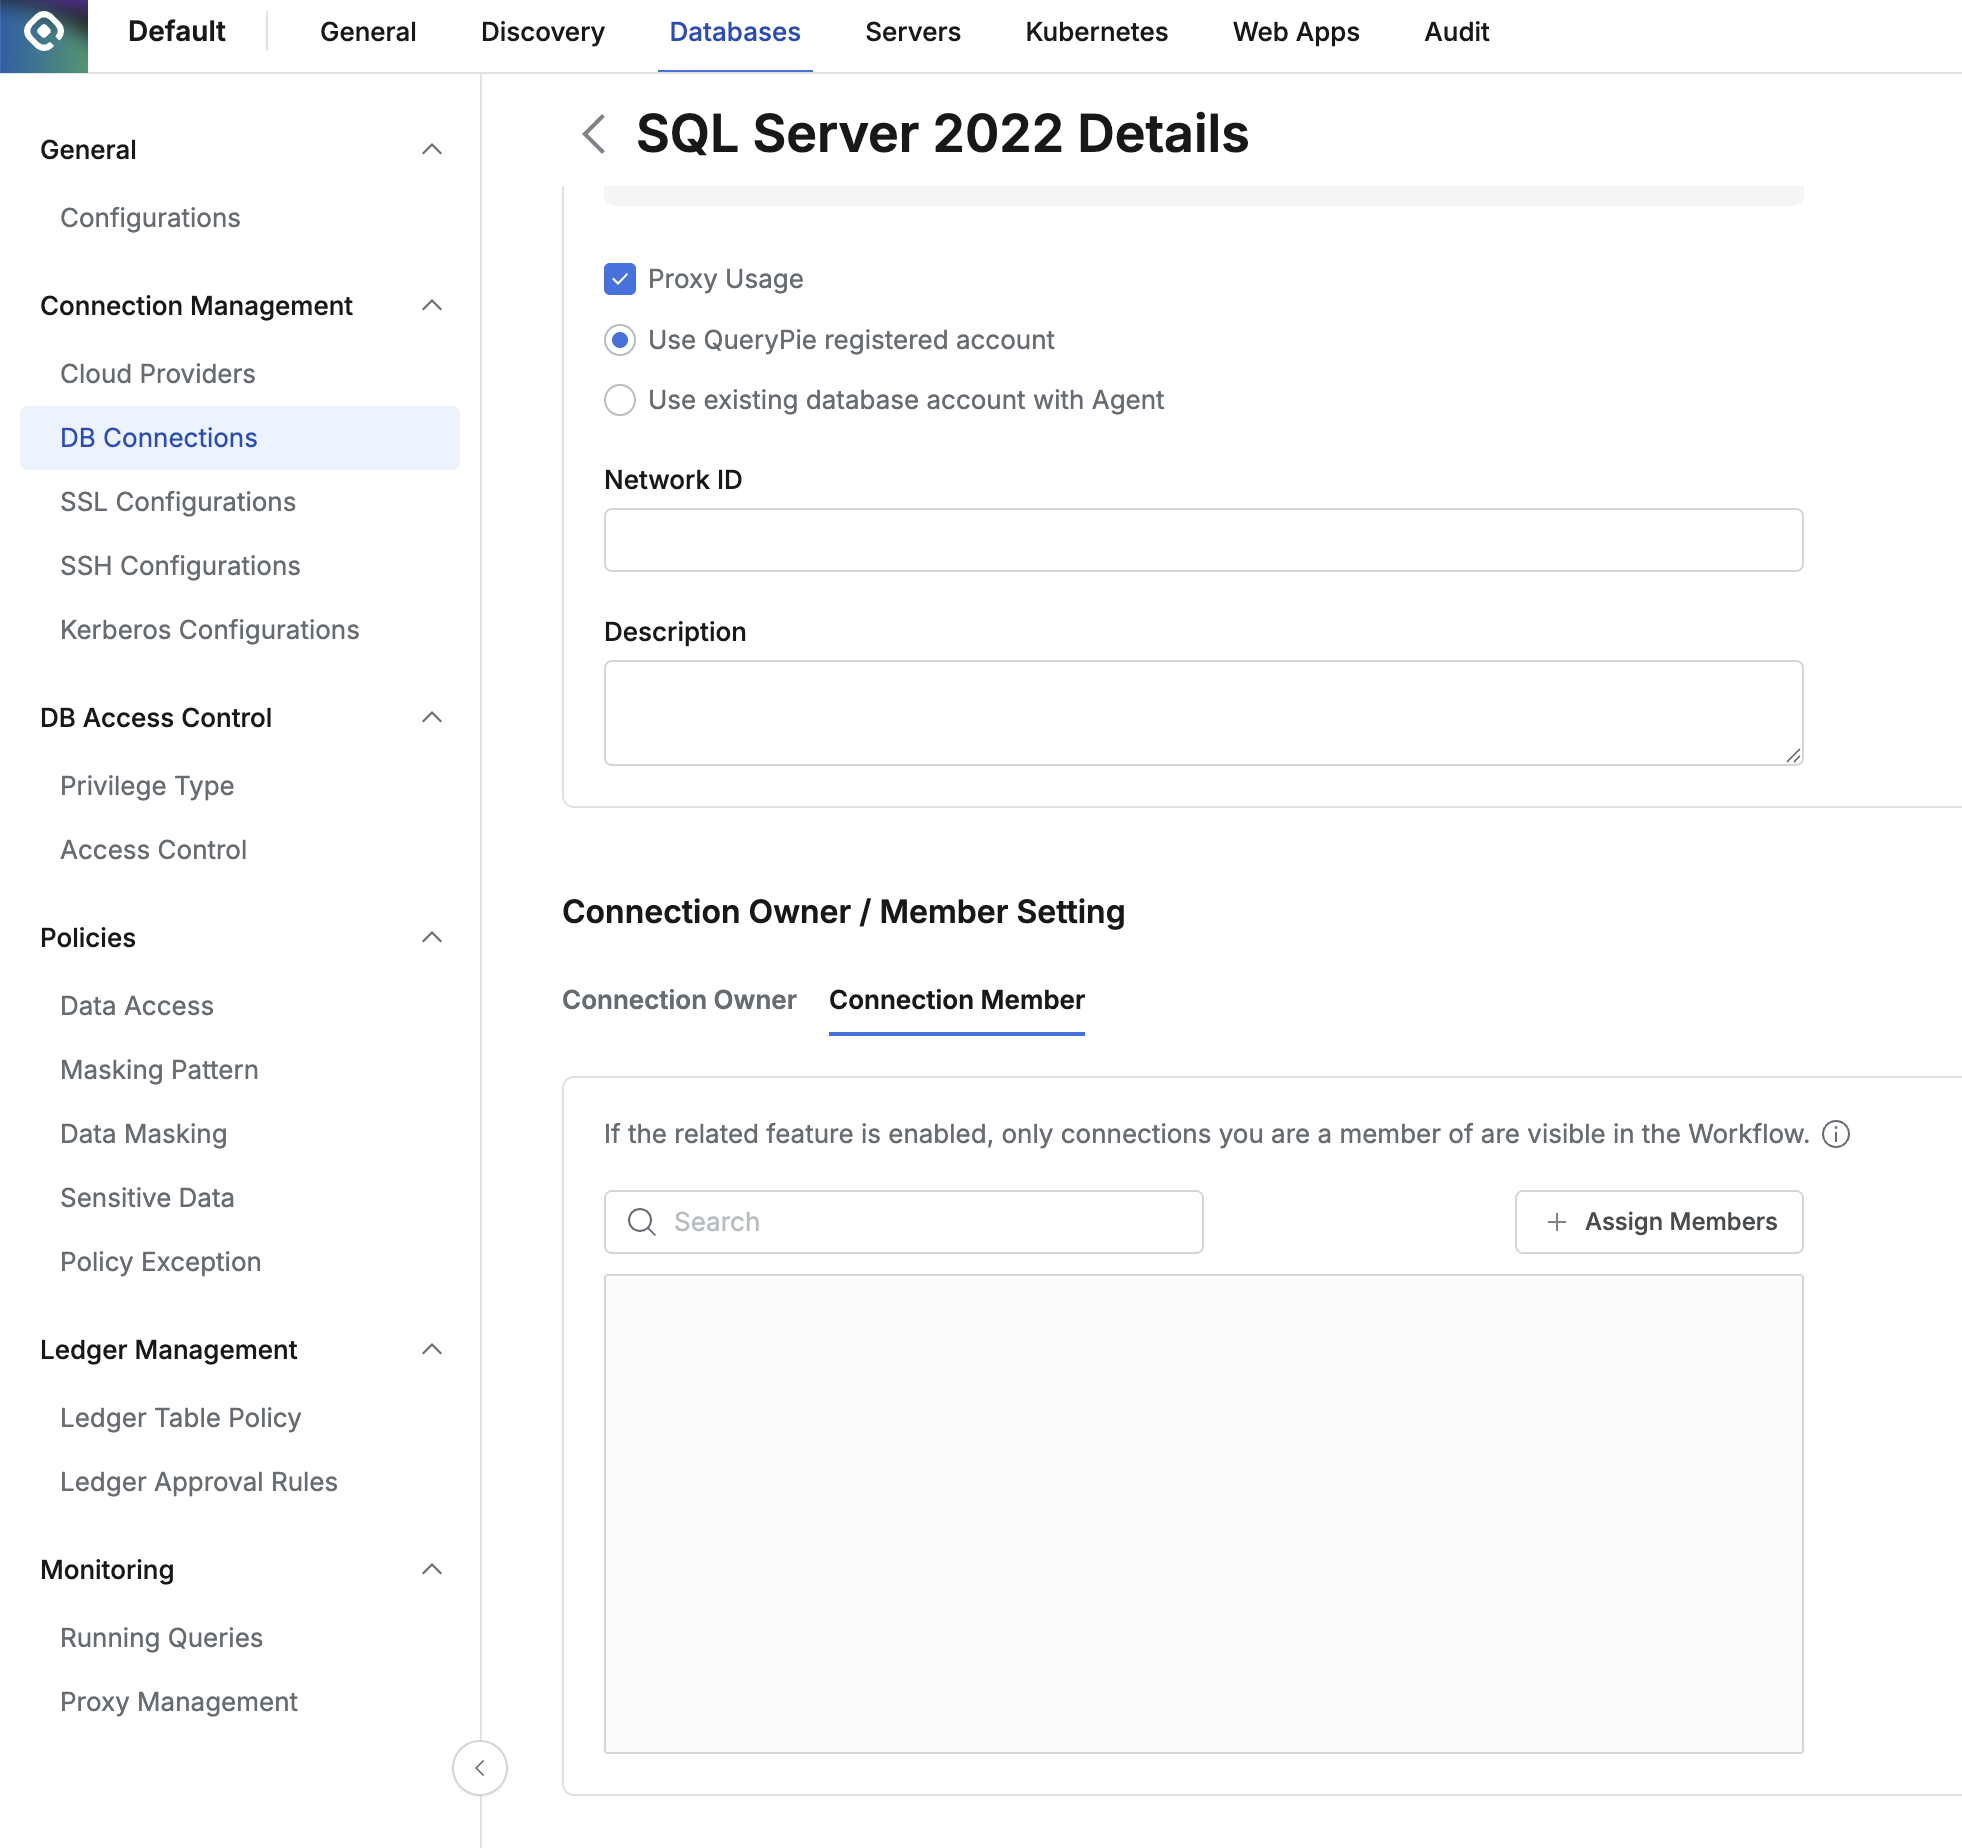 Default
General
Discovery
Databases
Servers
Kubernetes
Web Apps
Audit
General
Configurations
Connection Management
Cloud Providers
DB Connections
SSL Configurations
SSH Configurations
Kerberos Configurations
DB Access Control
Privilege Type
Access Control
Policies
Data Access
Masking Pattern
Data Masking
Sensitive Data
Policy Exception
Ledger Management
Ledger Table Policy
Ledger Approval Rules
Monitoring
Running Queries
Proxy Management
SQL Server 2022 Details
Proxy Usage
Use QueryPie registered account
Use existing database account with Agent
Network ID
Description
Connection Owner / Member Setting
Connection Owner
Connection Member
If the related feature is enabled, only connections you are a member of are visible in the Workflow.
Search
Assign Members